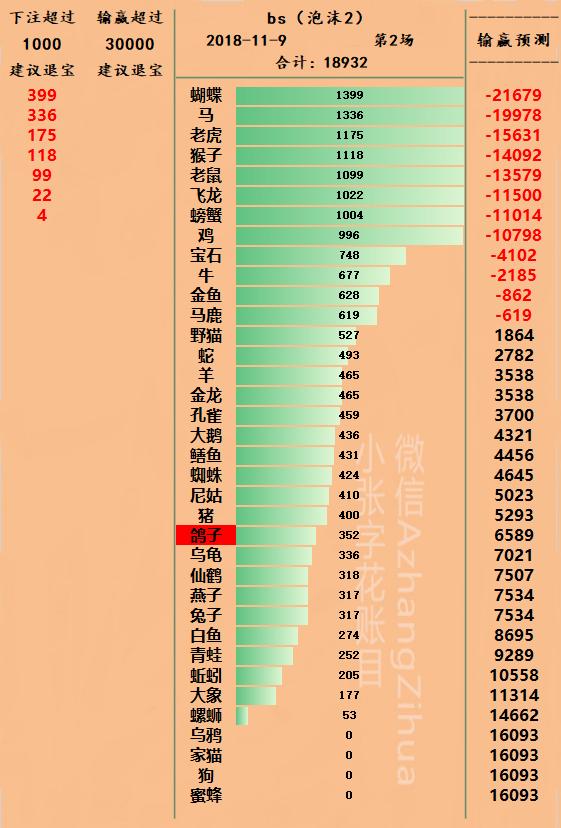 下注超过 输赢超过 bs（泡沫2） ----------
1000 30000 2018-11-9 第2场 输赢预测
建议退宝 建议退宝 合计：18932 ----------
399 蝴蝶 1399 -21679
336 马 1336 -19978
175 老虎 1175 -15631
118 猴子 1118 -14092
99 老鼠 1099 -13579
22 飞龙 1022 -11500
4 螃蟹 1004 -11014
鸡 996 -10798
宝石 748 -4102
牛 677 -2185
金鱼 628 -862
马鹿 619 -619
野猫 527 1864
蛇 493 2782
羊 465 3538
金龙 465 3538
孔雀 459 3700
大鹅 436 4321
鳝鱼 431 4456
蜘蛛 424 4645
尼姑 410 5023
猪 400 5293
鸽子 352 6589
乌龟 336 7021
仙鹤 318 7507
燕子 317 7534
兔子 317 7534
白鱼 274 8695
青蛙 252 9289
蚯蚓 205 10558
大象 177 11314
螺蛳 53 14662
乌鸦 0 16093
家猫 0 16093
狗 0 16093
蜜蜂 0 16093
微信AzhangZihua
小张字花账目